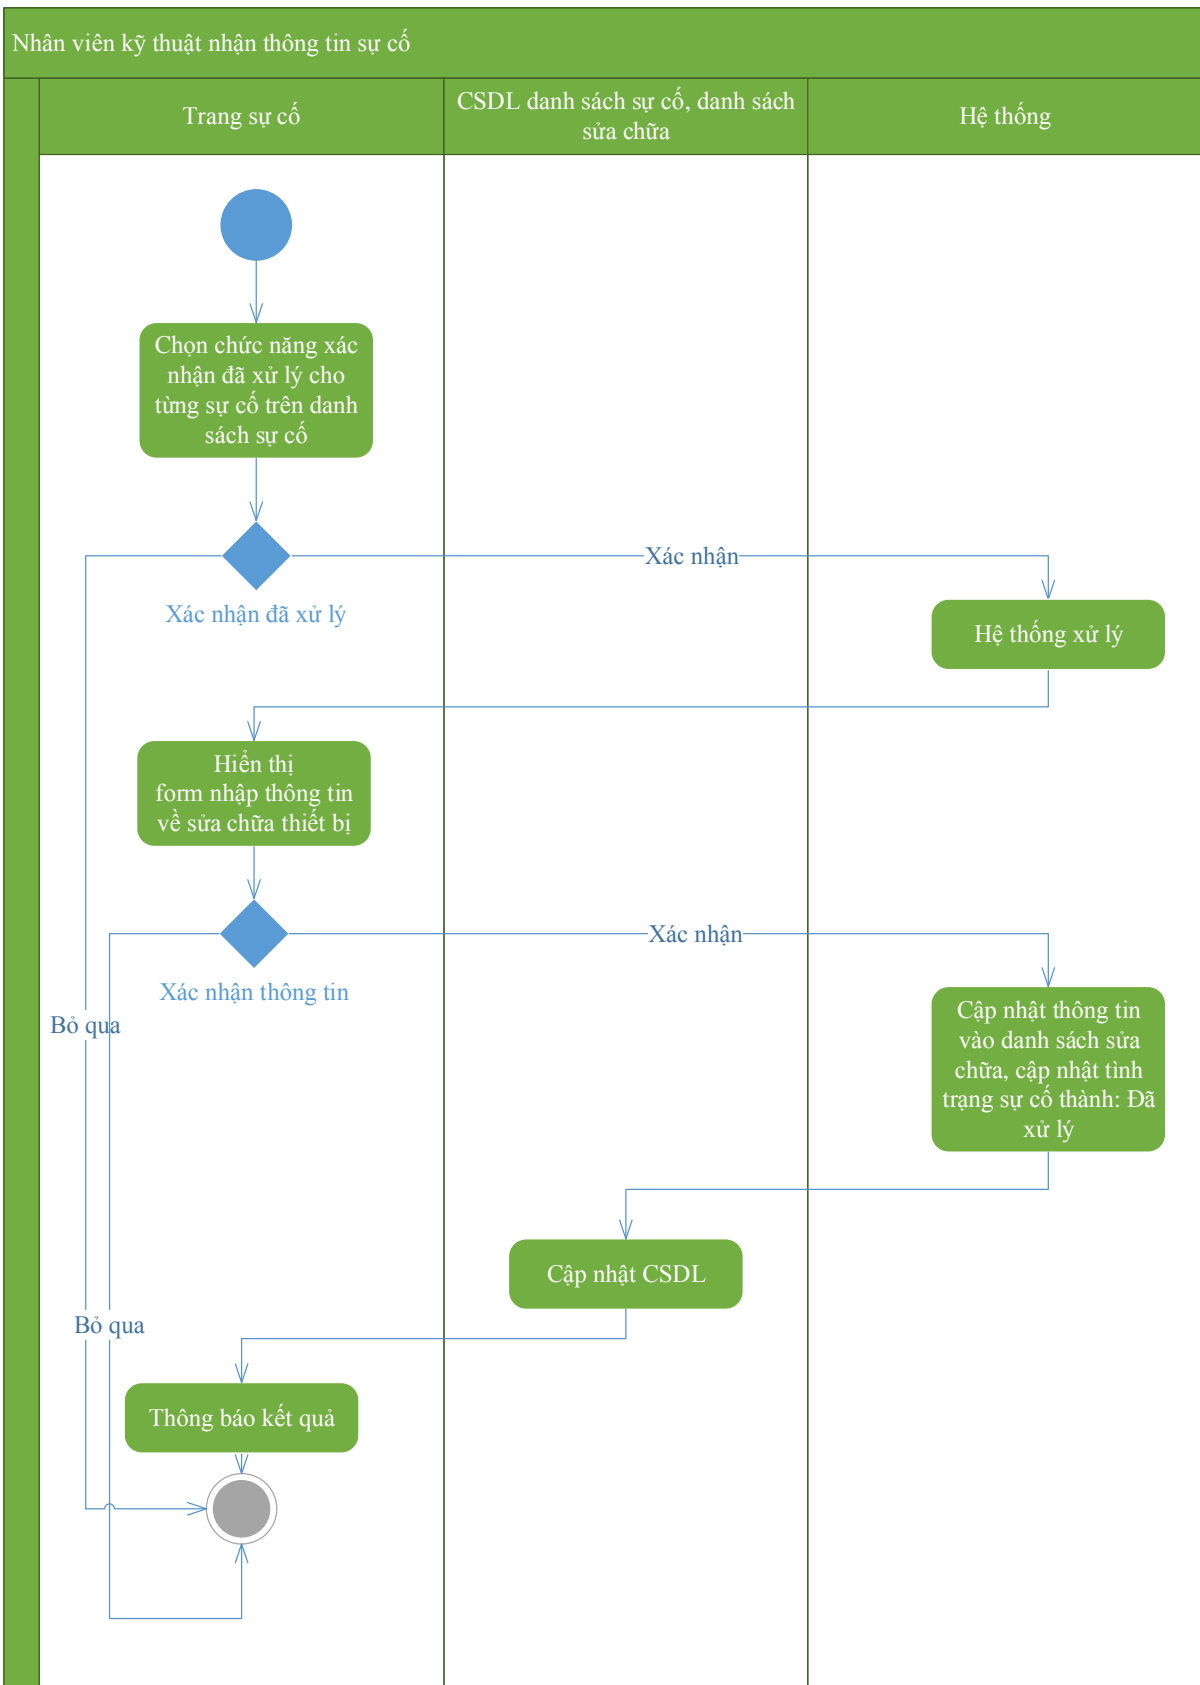 Nhân viên kỹ thuật nhận thông tin sự cố
Trang sự cố
CSDL danh sách sự cố, danh sách
sửa chữa
Hệ thống
Chọn chức năng xác
nhận đã xử lý cho
từng sự cố trên danh
sách sự cố
Xác nhận
Xác nhận đã xử lý
Hệ thống xử lý
Hiển thị
form nhập thông tin
về sửa chữa thiết bị
Xác nhận
Xác nhận thông tin
Bỏ qua
Cập nhật thông tin
vào danh sách sửa
chữa, cập nhật tình
trạng sự cố thành: Đã
xử lý
Cập nhật CSDL
Bỏ qua
Thông báo kết quả